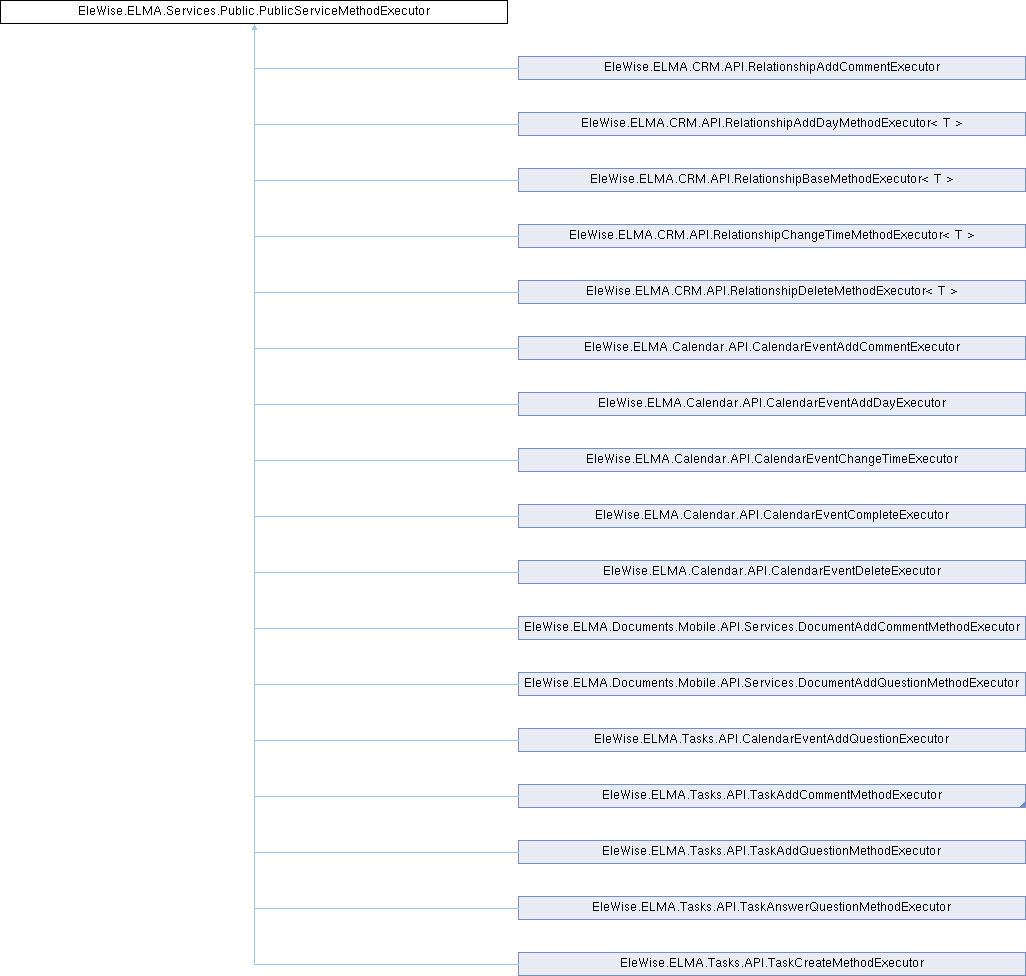 EleWise.ELMA.Services.Public.PublicServiceMethodExecutor
EleWise.ELMA.CRM.API.RelationshipAddCommentExecutor
EleWise.ELMA.CRM.API.RelationshipAddDayMethodExecutor< T >
EleWise.ELMA.CRM.API.RelationshipBaseMethodExecutor< T >
EleWise.ELMA.CRM.API.RelationshipChangeTimeMethodExecutor< T >
EleWise.ELMA.CRM.API.RelationshipDeleteMethodExecutor< T >
EleWise.ELMA.Calendar.API.CalendarEventAddCommentExecutor
EleWise.ELMA.Calendar.API.CalendarEventAddDayExecutor
EleWise.ELMA.Calendar.API.CalendarEventChangeTimeExecutor
EleWise.ELMA.Calendar.API.CalendarEventCompleteExecutor
EleWise.ELMA.Calendar.API.CalendarEventDeleteExecutor
EleWise.ELMA.Documents.Mobile.API.Services.DocumentAddCommentMethodExecutor
EleWise.ELMA.Documents.Mobile.API.Services.DocumentAddQuestionMethodExecutor
EleWise.ELMA.Tasks.API.CalendarEventAddQuestionExecutor
EleWise.ELMA.Tasks.API.TaskAddCommentMethodExecutor
EleWise.ELMA.Tasks.API.TaskAddQuestionMethodExecutor
EleWise.ELMA.Tasks.API.TaskAnswerQuestionMethodExecutor
EleWise.ELMA.Tasks.API.TaskCreateMethodExecutor